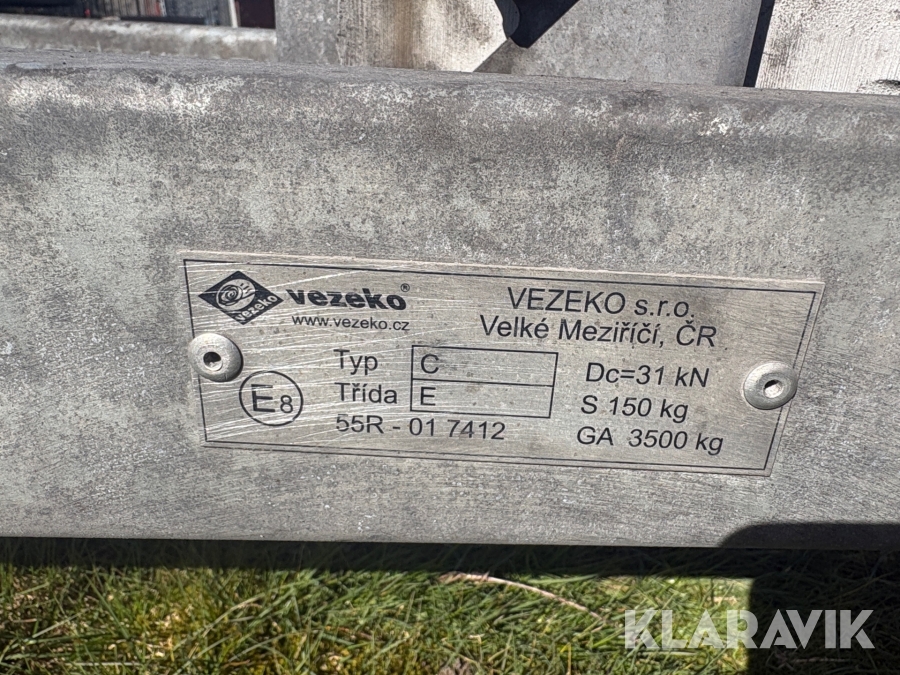 vezeko®
vezeko
www.vezeko.cz
VEZEKO s.r.o.
Velké Meziříčí, ČR
Typ C
Třída E
E8
55R - 01 7412
Dc=31 kN
S 150 kg
GA 3500 kg
KLARAVIK